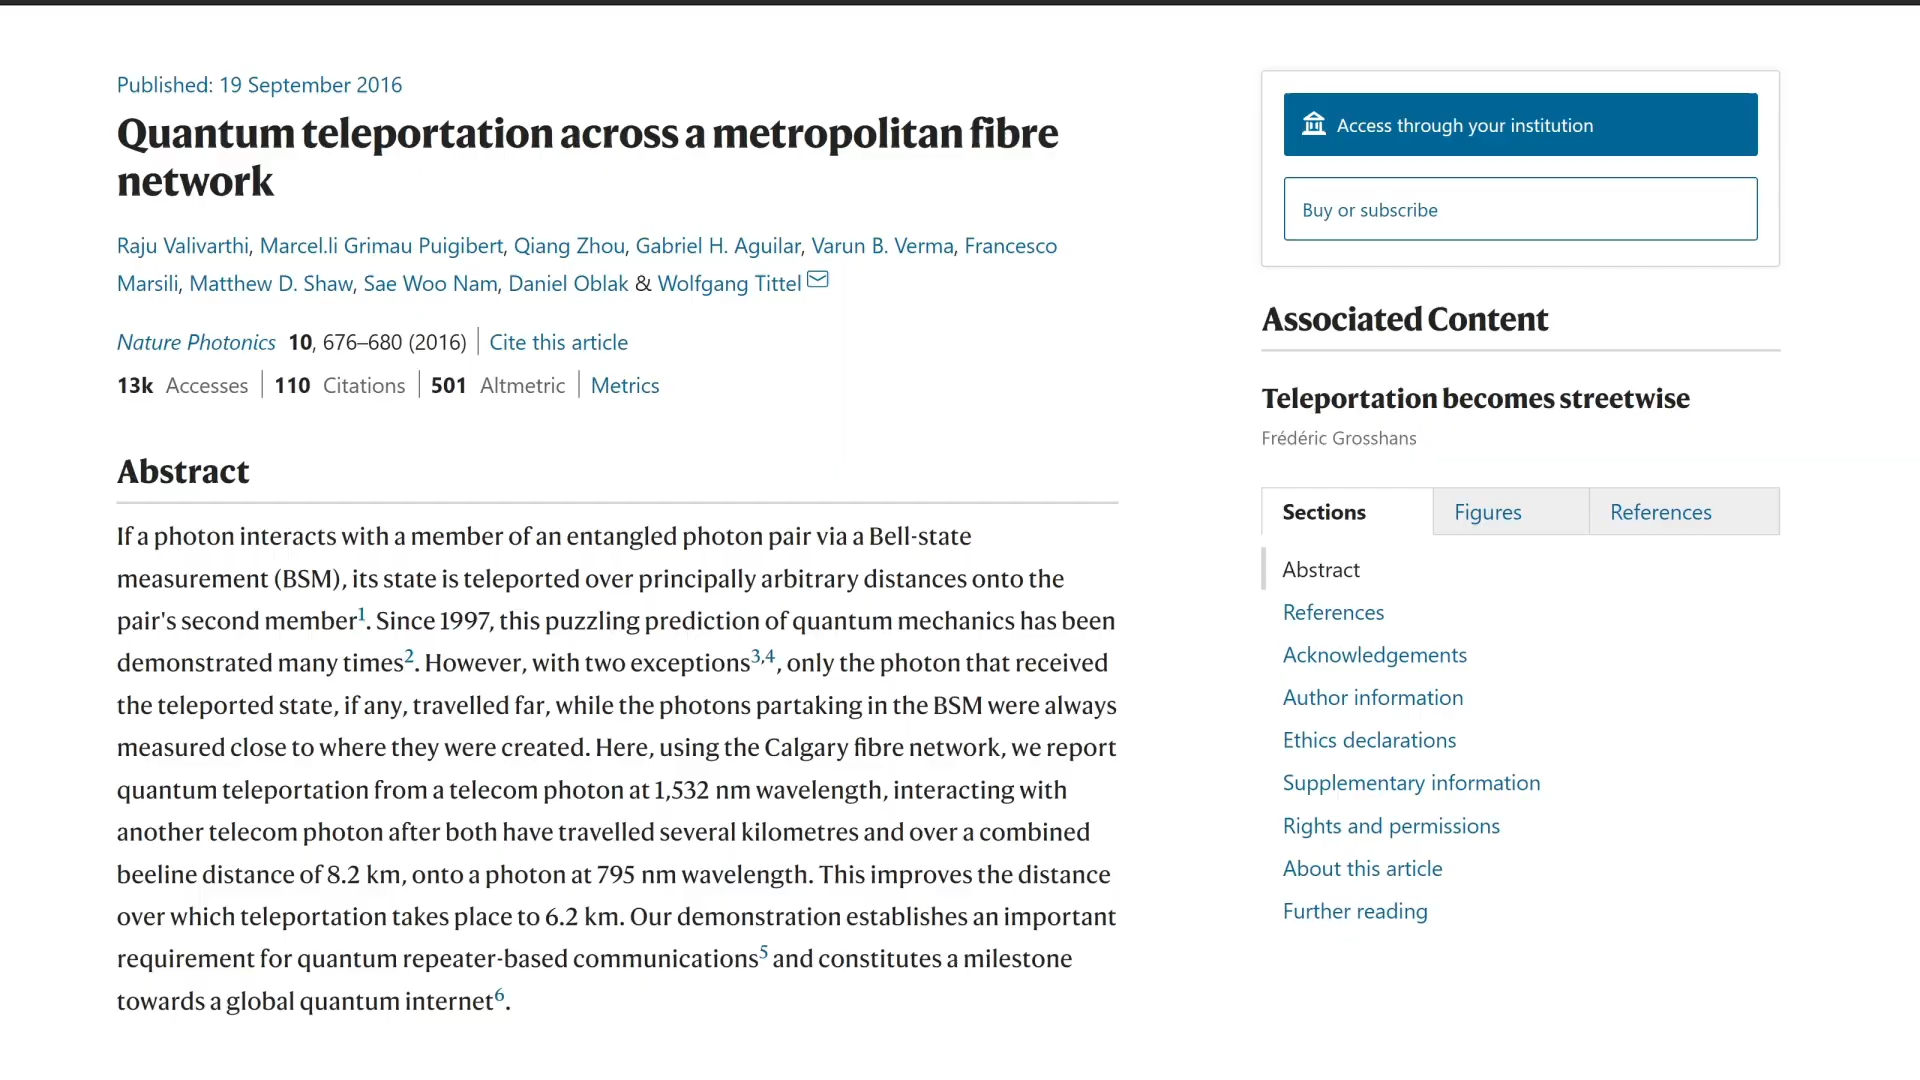 Published: 19 September 2016
Quantum teleportation across a metropolitan fibre
network
Raju Valivarthi, Marcel.li Grimau Puigibert, Qiang Zhou, Gabriel H. Aguilar, Varun B. Verma, Francesco
Marsili, Matthew D. Shaw, Sae Woo Nam, Daniel Oblak & Wolfgang Tittel
Nature Photonics 10, 676–680 (2016) Cite this article
13k Accesses 110 Citations 501 Altmetric Metrics
Abstract
If a photon interacts with a member of an entangled photon pair via a Bell-state
measurement (BSM), its state is teleported over principally arbitrary distances onto the
pair's second member1. Since 1997, this puzzling prediction of quantum mechanics has been
demonstrated many times2. However, with two exceptions3,4, only the photon that received
the teleported state, if any, travelled far, while the photons partaking in the BSM were always
measured close to where they were created. Here, using the Calgary fibre network, we report
quantum teleportation from a telecom photon at 1,532 nm wavelength, interacting with
another telecom photon after both have travelled several kilometres and over a combined
beeline distance of 8.2 km, onto a photon at 795 nm wavelength. This improves the distance
over which teleportation takes place to 6.2 km. Our demonstration establishes an important
requirement for quantum repeater-based communications5 and constitutes a milestone
towards a global quantum internet6.
Access through your institution
Buy or subscribe
Associated Content
Teleportation becomes streetwise
Frédéric Grosshans
Sections Figures References
Abstract
References
Acknowledgements
Author information
Ethics declarations
Supplementary information
Rights and permissions
About this article
Further reading